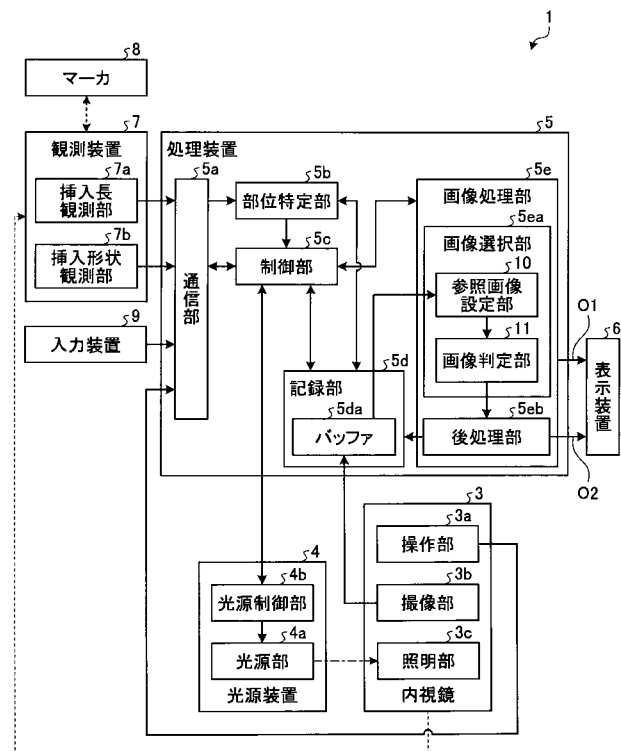 1
8
マーカ
7
観測装置
7a
挿入長
観測部
7b
挿入形状
観測部
9
入力装置
5
処理装置
5a
通信部
5b
部位特定部
5c
制御部
5d
記録部
5da
バッファ
5e
画像処理部
5ea
画像選択部
10
参照画像
設定部
11
画像判定部
5eb
後処理部
O1
6
表示装置
O2
3
3a
操作部
3b
撮像部
3c
照明部
内視鏡
4
4b
光源制御部
4a
光源部
光源装置